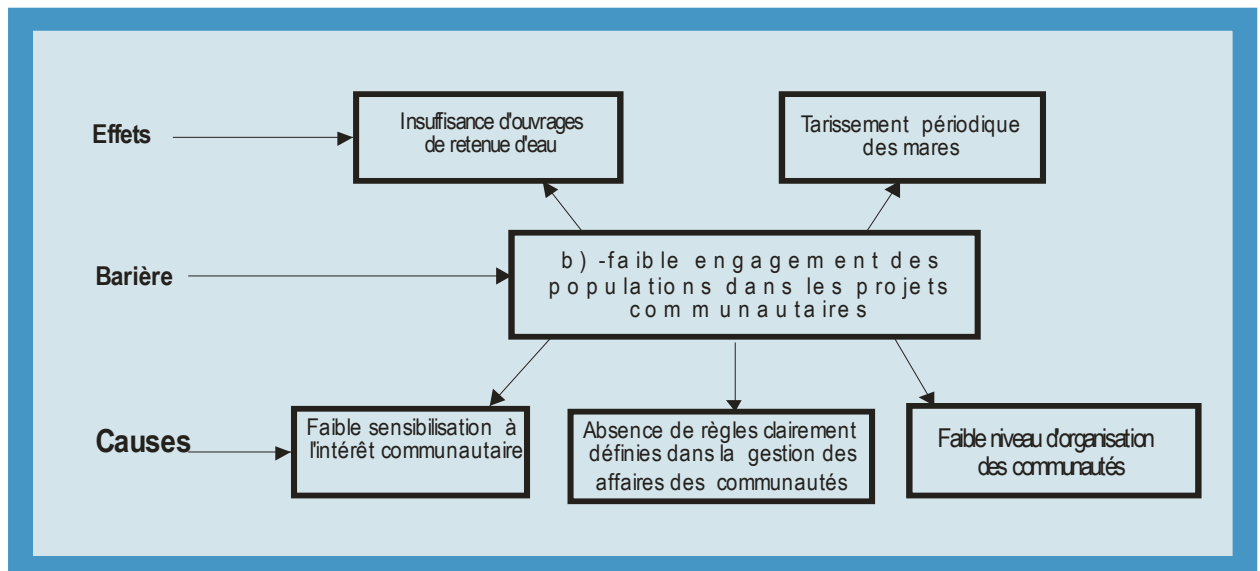 Effets
Insuffisance d'ouvrages
de retenue d'eau
Tarissement périodique
des mares
Barière
b) -faible engagement des
populations dans les projets
communautaires
Causes
Faible sensibilisation à
l'intérêt communautaire
Absence de règles clairement
définies dans la gestion des
affaires des communautés
Faible niveau d'organisation
des communautés